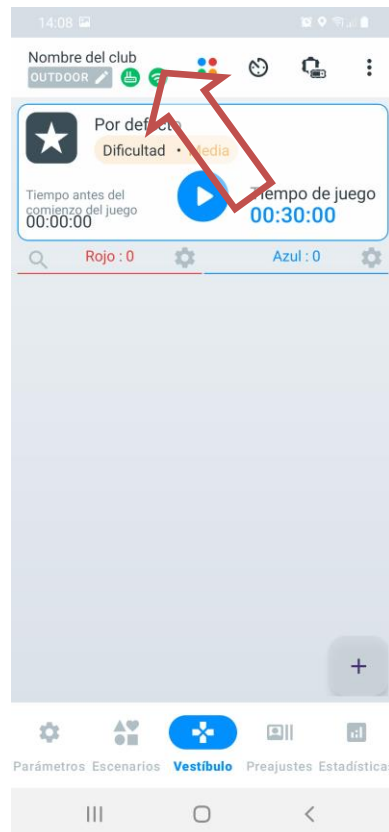 14:08
Nombre del club
OUTDOOR
Por defecto
Dificultad • Media
Tiempo antes del
comienzo del juego
00:00:00
Tiempo de juego
00:30:00
Rojo : 0
Azul : 0
+
Parámetros Escenarios Vestíbulo Preajustes Estadística